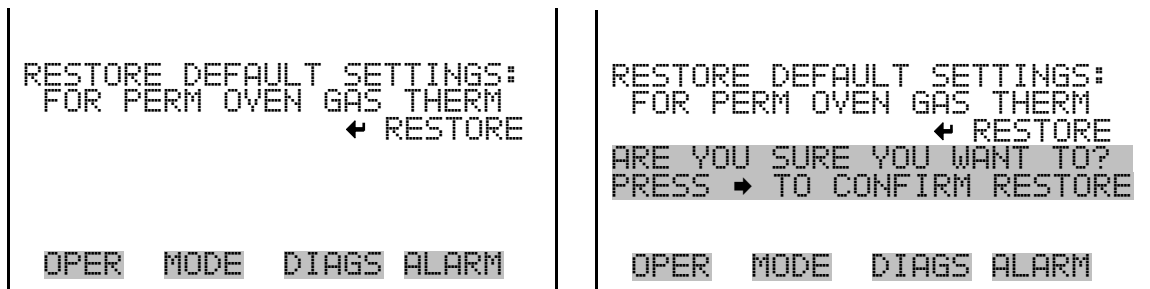 RESTORE DEFAULT SETTINGS:
FOR PERM OVEN GAS THERM
↵ RESTORE
OPER MODE DIAGS ALARM
RESTORE DEFAULT SETTINGS:
FOR PERM OVEN GAS THERM
↵ RESTORE
ARE YOU SURE YOU WANT TO?
PRESS → TO CONFIRM RESTORE
OPER MODE DIAGS ALARM